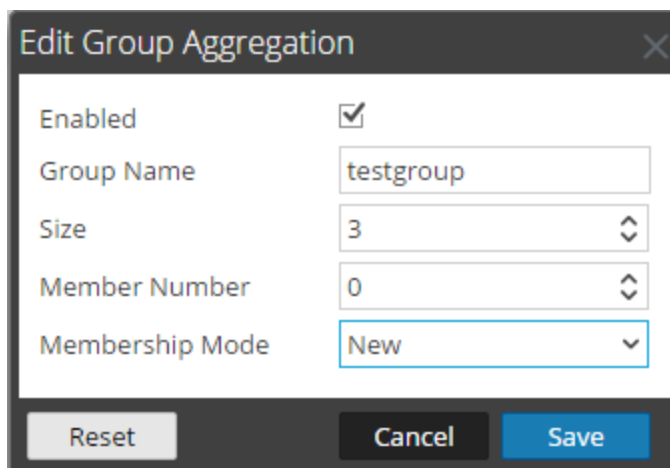 Edit Group Aggregation
Enabled
Group Name testgroup
Size 3
Member Number 0
Membership Mode New
Reset Cancel Save